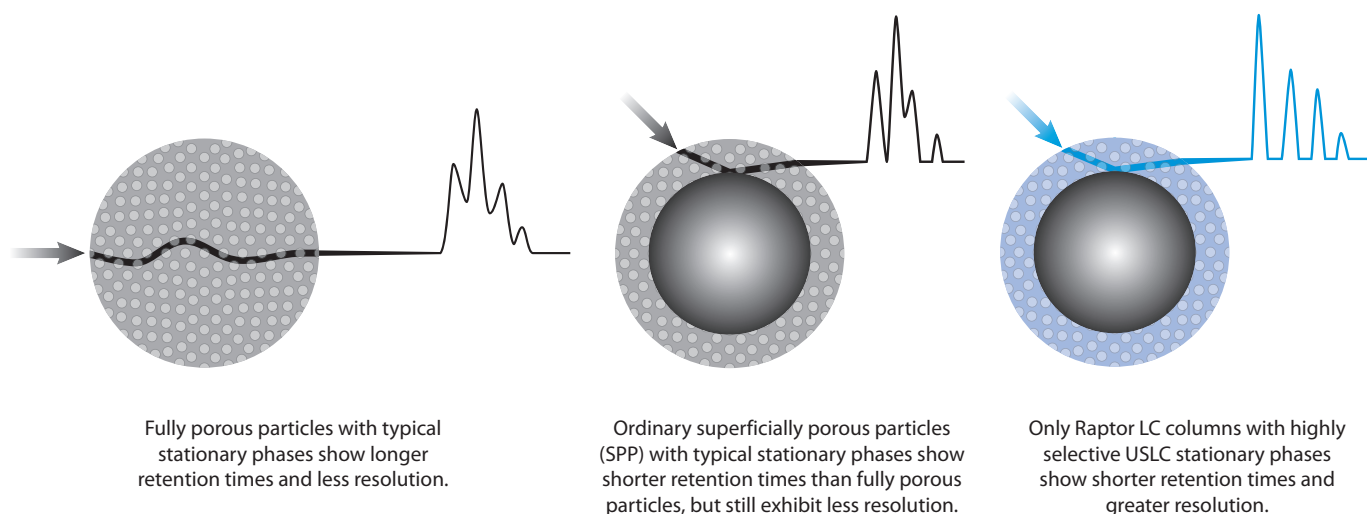 Fully porous particles with typical
stationary phases show longer
retention times and less resolution.
Ordinary superficially porous particles
(SPP) with typical stationary phases show
shorter retention times than fully porous
particles, but still exhibit less resolution.
Only Raptor LC columns with highly
selective USLC stationary phases
show shorter retention times and
greater resolution.